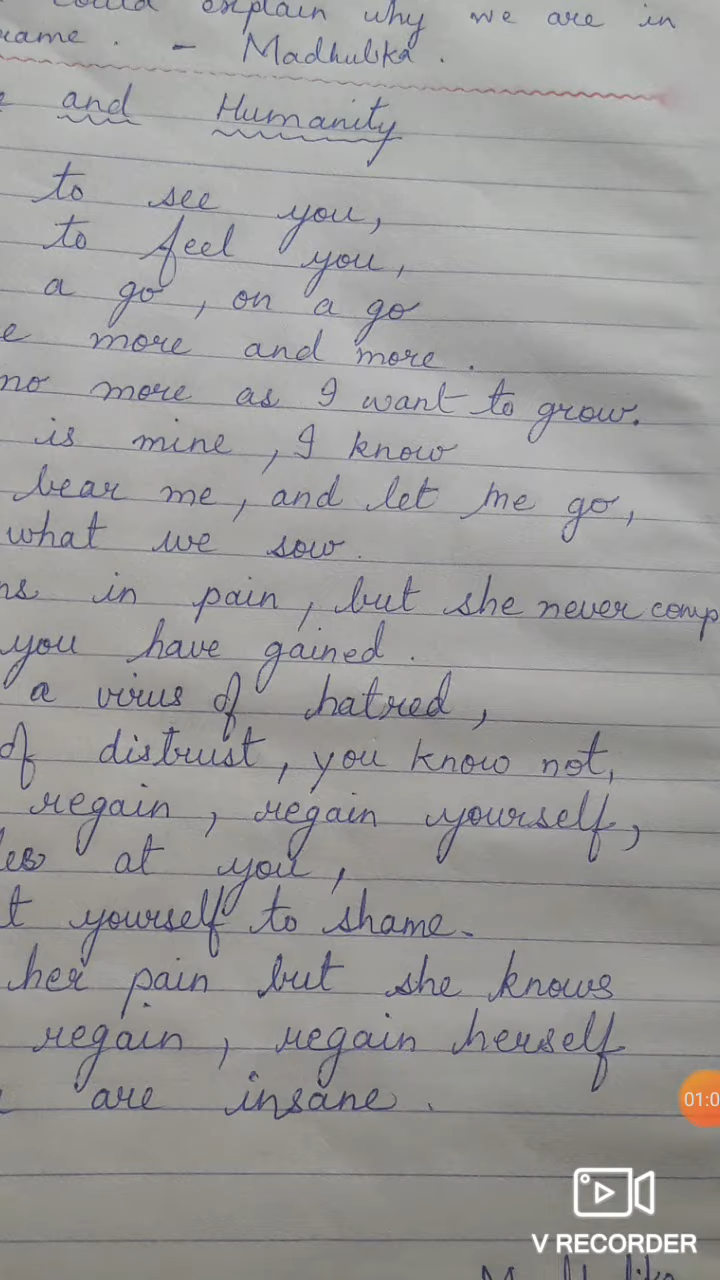 could explain why we are in
- Madhulika.
and Humanity
to see you,
to feel you,
a go, on a go
more and more.
no more as I want to grow.
is mine, I know
bear me, and let me go,
what we sow.
in pain, but she never comp
you have gained.
a virus of hatred,
of distrust, you know not,
regain, regain yourself,
at you,
yourself to shame.
her pain but she knows
regain, regain herself
are insane.
01:0
V RECORDER